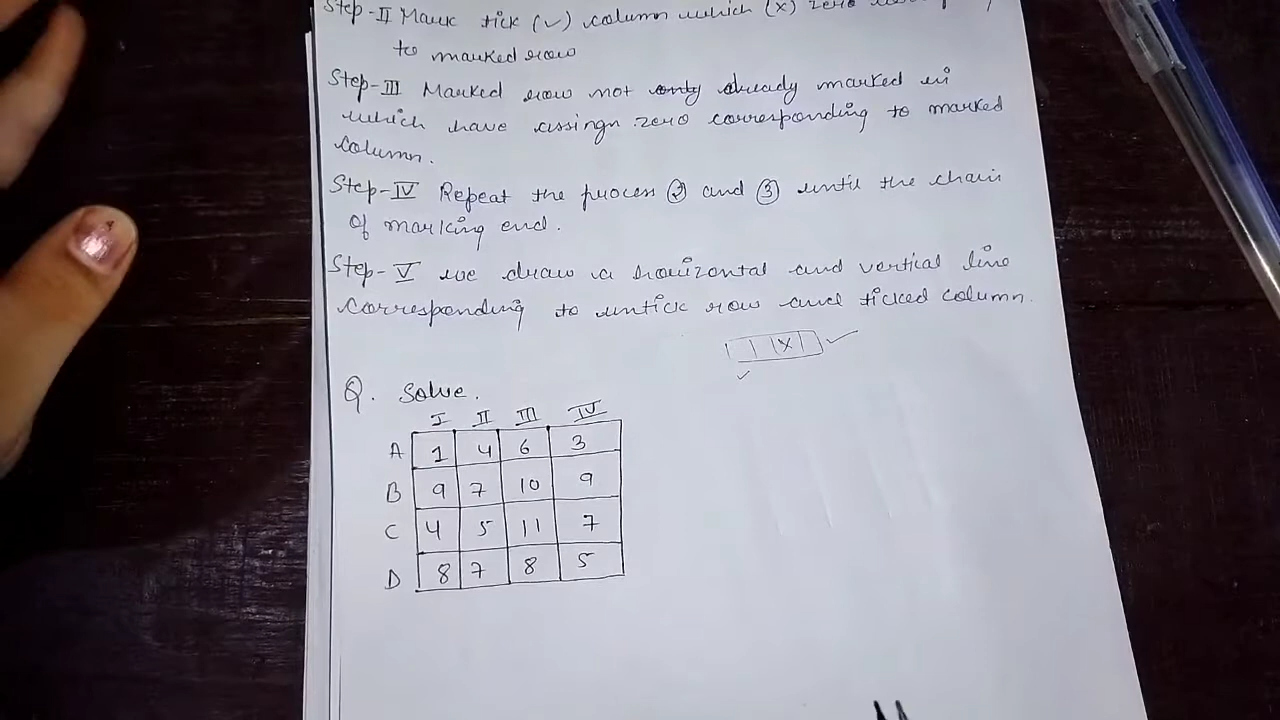 Step-II Mark tick (✓) column which (x) zero
to marked row
Step-III Marked row not only already marked in
which have assingn zero corresponding to marked
column.
Step-IV Repeat the process ② and ③ until the chain
of marking end.
Step-V we draw a horizontal and vertical line
corresponding to untick row and ticked column.
x ✓
✓
Q. Solve.
I II III IV
A 1 4 6 3
B 9 7 10 9
C 4 5 11 7
D 8 7 8 5